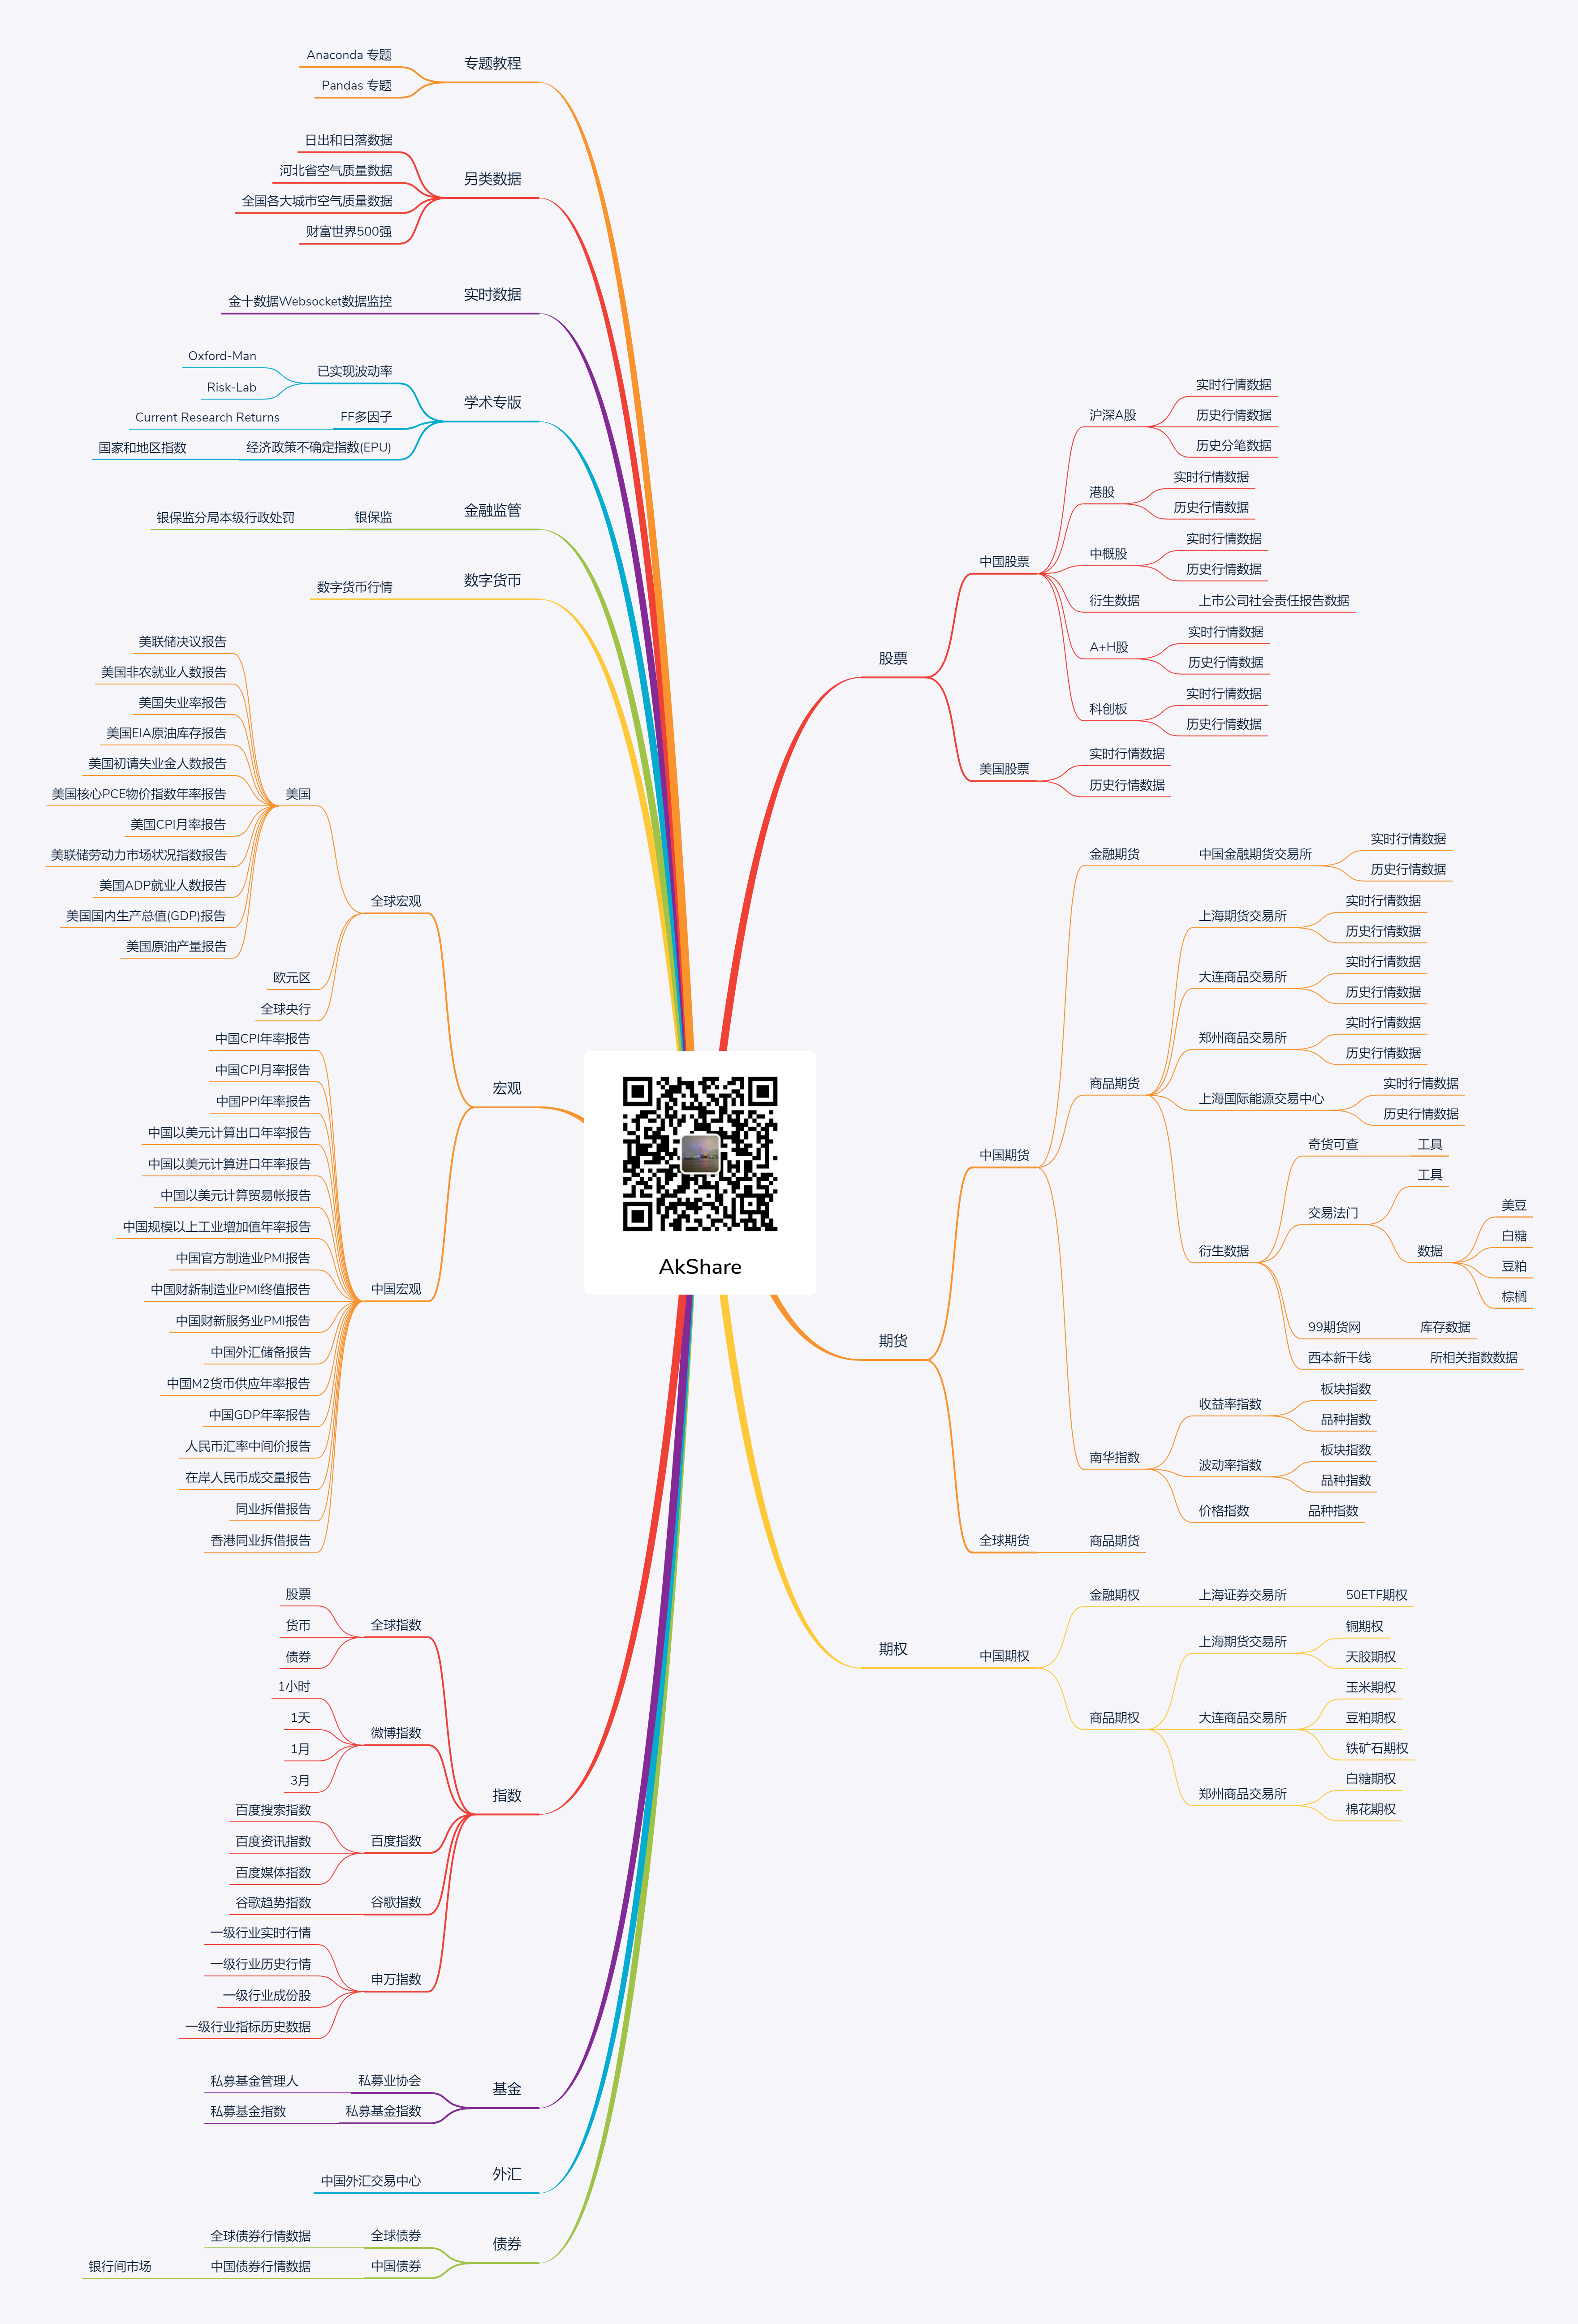 AkShare
股票
中国股票
沪深A股
实时行情数据
历史行情数据
历史分笔数据
港股
实时行情数据
历史行情数据
中概股
实时行情数据
历史行情数据
衍生数据
上市公司社会责任报告数据
A+H股
实时行情数据
历史行情数据
科创板
实时行情数据
历史行情数据
美国股票
实时行情数据
历史行情数据
期货
中国期货
金融期货
中国金融期货交易所
实时行情数据
历史行情数据
商品期货
上海期货交易所
实时行情数据
历史行情数据
大连商品交易所
实时行情数据
历史行情数据
郑州商品交易所
实时行情数据
历史行情数据
上海国际能源交易中心
实时行情数据
历史行情数据
衍生数据
奇货可查
工具
交易法门
工具
数据
美豆
白糖
豆粕
棕榈
99期货网
库存数据
西本新干线
所相关指数数据
南华指数
收益率指数
板块指数
品种指数
波动率指数
板块指数
品种指数
价格指数
品种指数
全球期货
商品期货
期权
中国期权
金融期权
上海证券交易所
50ETF期权
商品期权
上海期货交易所
铜期权
天胶期权
大连商品交易所
玉米期权
豆粕期权
铁矿石期权
郑州商品交易所
白糖期权
棉花期权
专题教程
Anaconda 专题
Pandas 专题
另类数据
日出和日落数据
河北省空气质量数据
全国各大城市空气质量数据
财富世界500强
实时数据
金十数据Websocket数据监控
学术专版
已实现波动率
Oxford-Man
Risk-Lab
FF多因子
Current Research Returns
经济政策不确定指数(EPU)
国家和地区指数
金融监管
银保监
银保监分局本级行政处罚
数字货币
数字货币行情
宏观
全球宏观
美国
美联储决议报告
美国非农就业人数报告
美国失业率报告
美国EIA原油库存报告
美国初请失业金人数报告
美国核心PCE物价指数年率报告
美国CPI月率报告
美联储劳动力市场状况指数报告
美国ADP就业人数报告
美国国内生产总值(GDP)报告
美国原油产量报告
欧元区
全球央行
中国宏观
中国CPI年率报告
中国CPI月率报告
中国PPI年率报告
中国以美元计算出口年率报告
中国以美元计算进口年率报告
中国以美元计算贸易帐报告
中国规模以上工业增加值年率报告
中国官方制造业PMI报告
中国财新制造业PMI终值报告
中国财新服务业PMI报告
中国外汇储备报告
中国M2货币供应年率报告
中国GDP年率报告
人民币汇率中间价报告
在岸人民币成交量报告
同业拆借报告
香港同业拆借报告
指数
全球指数
股票
货币
债券
微博指数
1小时
1天
1月
3月
百度指数
百度搜索指数
百度资讯指数
百度媒体指数
谷歌指数
谷歌趋势指数
申万指数
一级行业实时行情
一级行业历史行情
一级行业成份股
一级行业指标历史数据
基金
私募业协会
私募基金管理人
私募基金指数
私募基金指数
外汇
中国外汇交易中心
债券
全球债券
全球债券行情数据
中国债券
中国债券行情数据
银行间市场